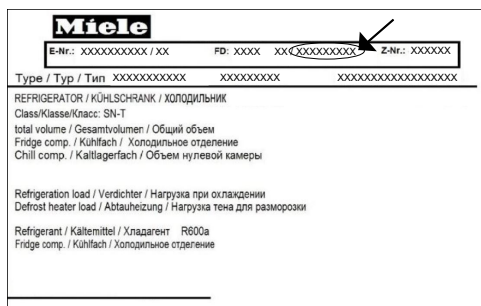 Miele
E-Nr.: XXXXXXXXXX / XX FD: XXXX XX / XXXXXXXXX Z-Nr.: XXXXXX
Type / Typ / Тип XXXXXXXXXXX XXXXXXXXX XXXXXXXXXXXXXXXXXX
REFRIGERATOR / KÜHLSCHRANK / ХОЛОДИЛЬНИК
Class/Klasse/Класс: SN-T
total volume / Gesamtvolumen / Общий объем
Fridge comp. / Kühlfach / Холодильное отделение
Chill comp. / Kaltlagerfach / Объем нулевой камеры
Refrigeration load / Verdichter / Нагрузка при охлаждении
Defrost heater load / Abtauheizung / Нагрузка тена для разморозки
Refrigerant / Kältemittel / Хладагент R600a
Fridge comp. / Kühlfach / Холодильное отделение